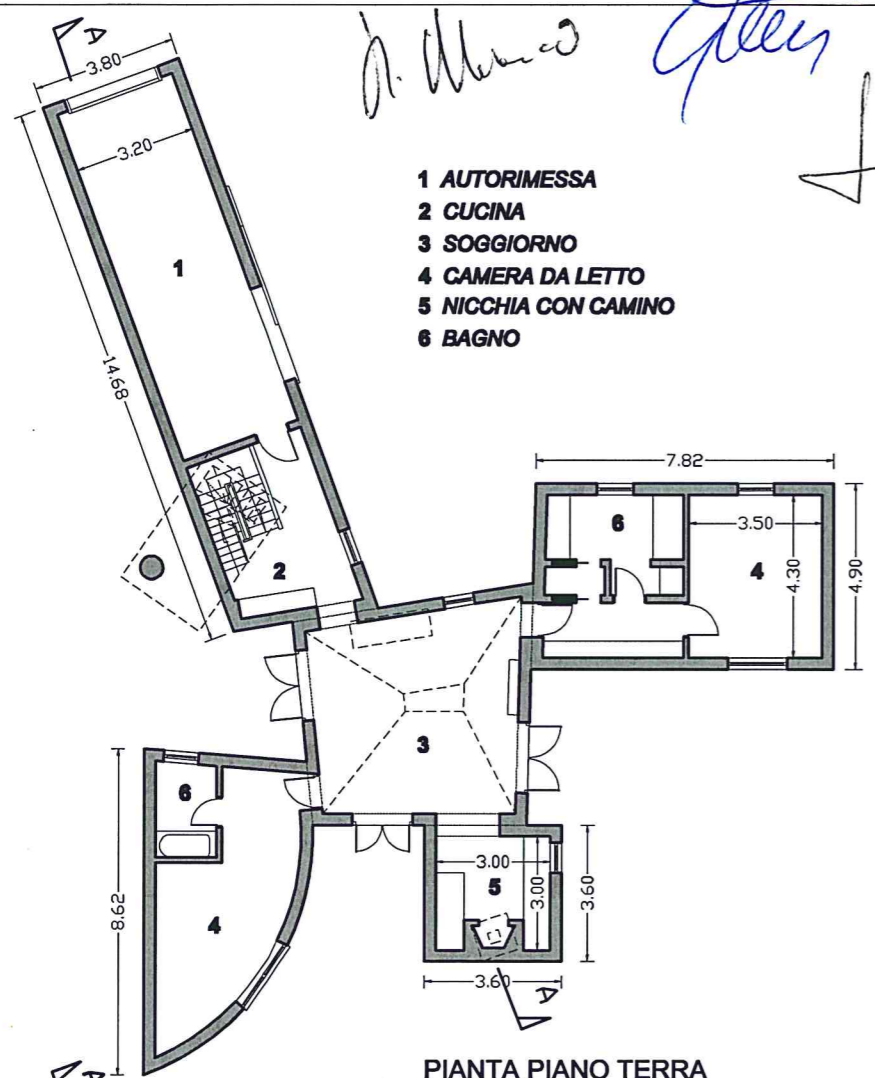 A
3.80
3.20
1 AUTORIMESSA
2 CUCINA
3 SOGGIORNO
4 CAMERA DA LETTO
5 NICCHIA CON CAMINO
6 BAGNO
1
14.68
7.82
6
3.50
4
4.30
4.90
2
3
6
8.62
4
3.00
5
3.00
3.60
3.60
A
A
PIANTA PIANO TERRA